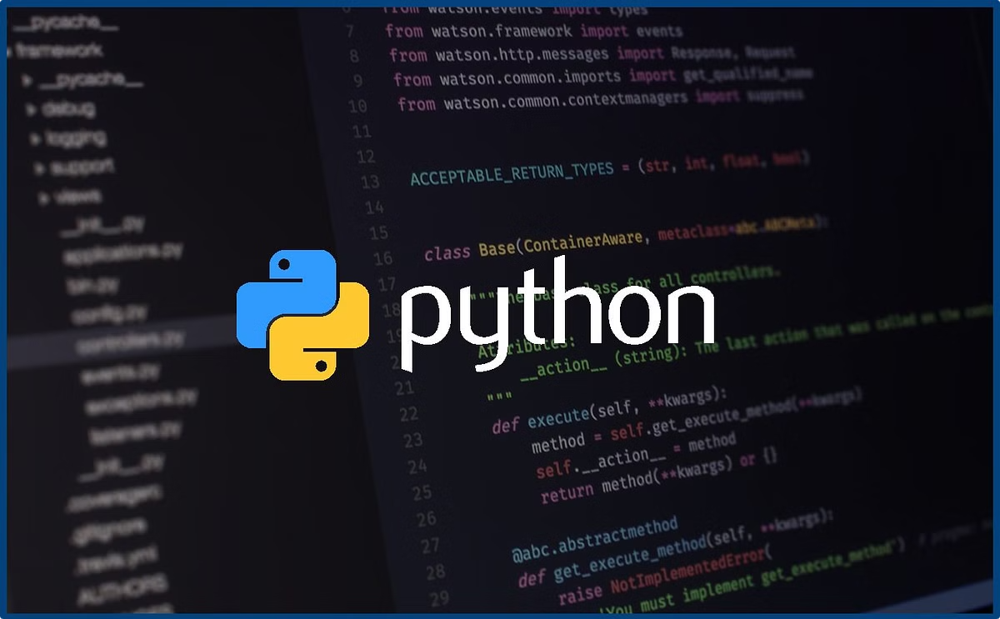 __pycache__
framework
__pycache__
debug
logging
support
views
__init__.py
applications.py
bin.py
config.py
controllers.py
events.py
exceptions.py
listeners.py
__init__.py
.coveragerc
.gitignore
.travis.yml
AUTHORS
from watson.events import types
7 from watson.framework import events
8 from watson.http.messages import Response, Request
9 from watson.common.imports import get_qualified_name
10 from watson.common.contextmanagers import suppress
11
12
13 ACCEPTABLE_RETURN_TYPES = (str, int, float, bool)
14
15
16 class Base(ContainerAware, metaclass=abc.ABCMeta):
17
18 """The base class for all controllers.
python
Attributes:
__action__ (string): The last action that was called on the
21 """
22 def execute(self, **kwargs):
23 method = self.get_execute_method(**kwargs)
24 self.__action__ = method
25 return method(**kwargs) or {}
26
27 @abc.abstractmethod
28 def get_execute_method(self, **kwargs):
29 raise NotImplementedError(
'You must implement get_execute_method')